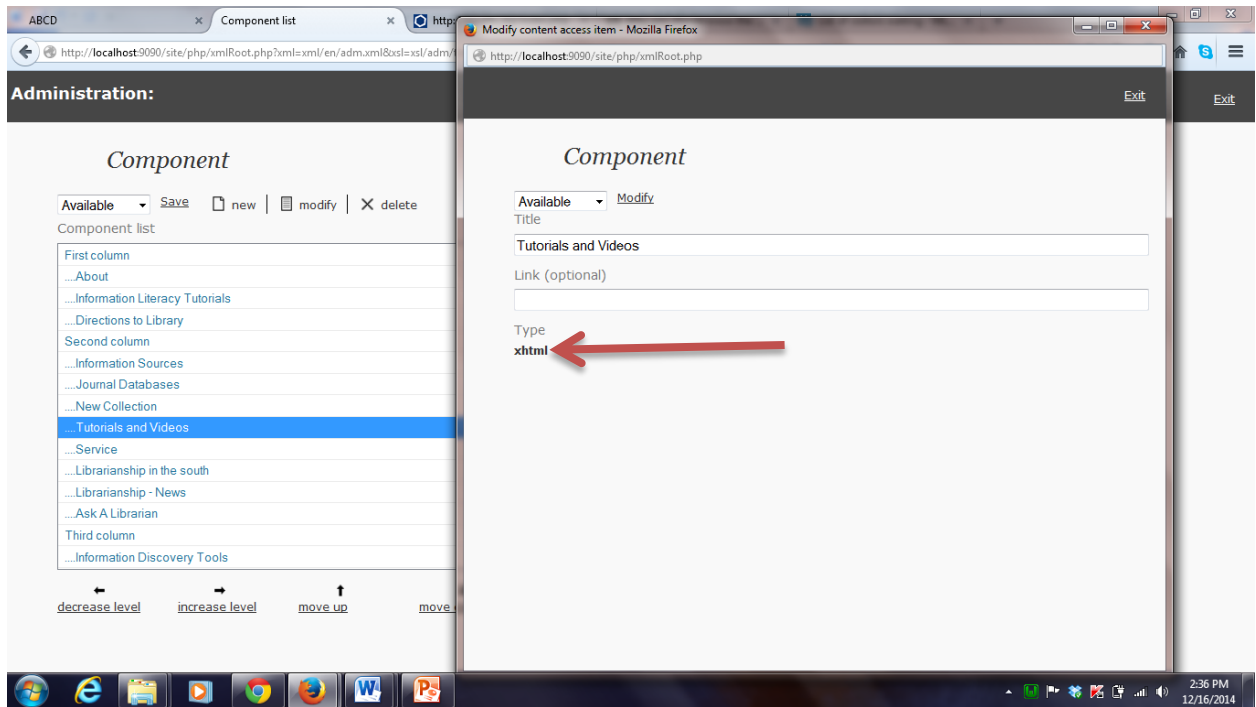 ABCD
Component list
http:
http://localhost:9090/site/php/xmlRoot.php?xml=xml/en/adm.xml&xsl=xsl/adm/
Administration:
Exit
Component
Available
Save
new
modify
delete
Component list
First column
....About
....Information Literacy Tutorials
....Directions to Library
Second column
....Information Sources
....Journal Databases
....New Collection
....Tutorials and Videos
....Service
....Librarianship in the south
....Librarianship - News
....Ask A Librarian
Third column
....Information Discovery Tools
decrease level
increase level
move up
move
Modify content access item - Mozilla Firefox
http://localhost:9090/site/php/xmlRoot.php
Exit
Component
Available
Modify
Title
Tutorials and Videos
Link (optional)
Type
xhtml
2:36 PM
12/16/2014